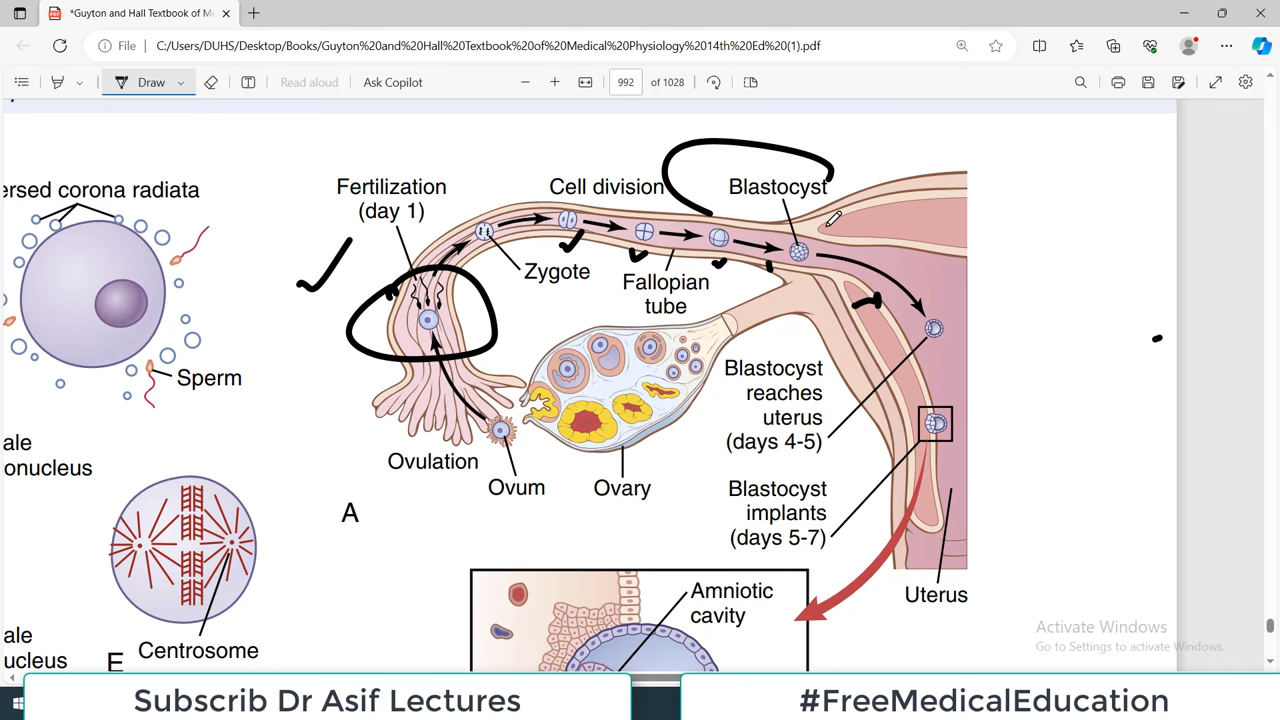 *Guyton and Hall Textbook of Me
File
C:/Users/DUHS/Desktop/Books/Guyton%20and%20Hall%20Textbook%20of%20Medical%20Physiology%2014th%20Ed%20(1).pdf
Draw
Read aloud
Ask Copilot
992 of 1028
ersed corona radiata
Sperm
ale
onucleus
Centrosome
ale
ucleus
E
Fertilization
(day 1)
Cell division
Blastocyst
Zygote
Fallopian
tube
Blastocyst
reaches
uterus
(days 4-5)
Ovulation
Ovum
Ovary
Blastocyst
implants
(days 5-7)
A
Uterus
Amniotic
cavity
Activate Windows
Go to Settings to activate Windows.
Subscrib Dr Asif Lectures
#FreeMedicalEducation